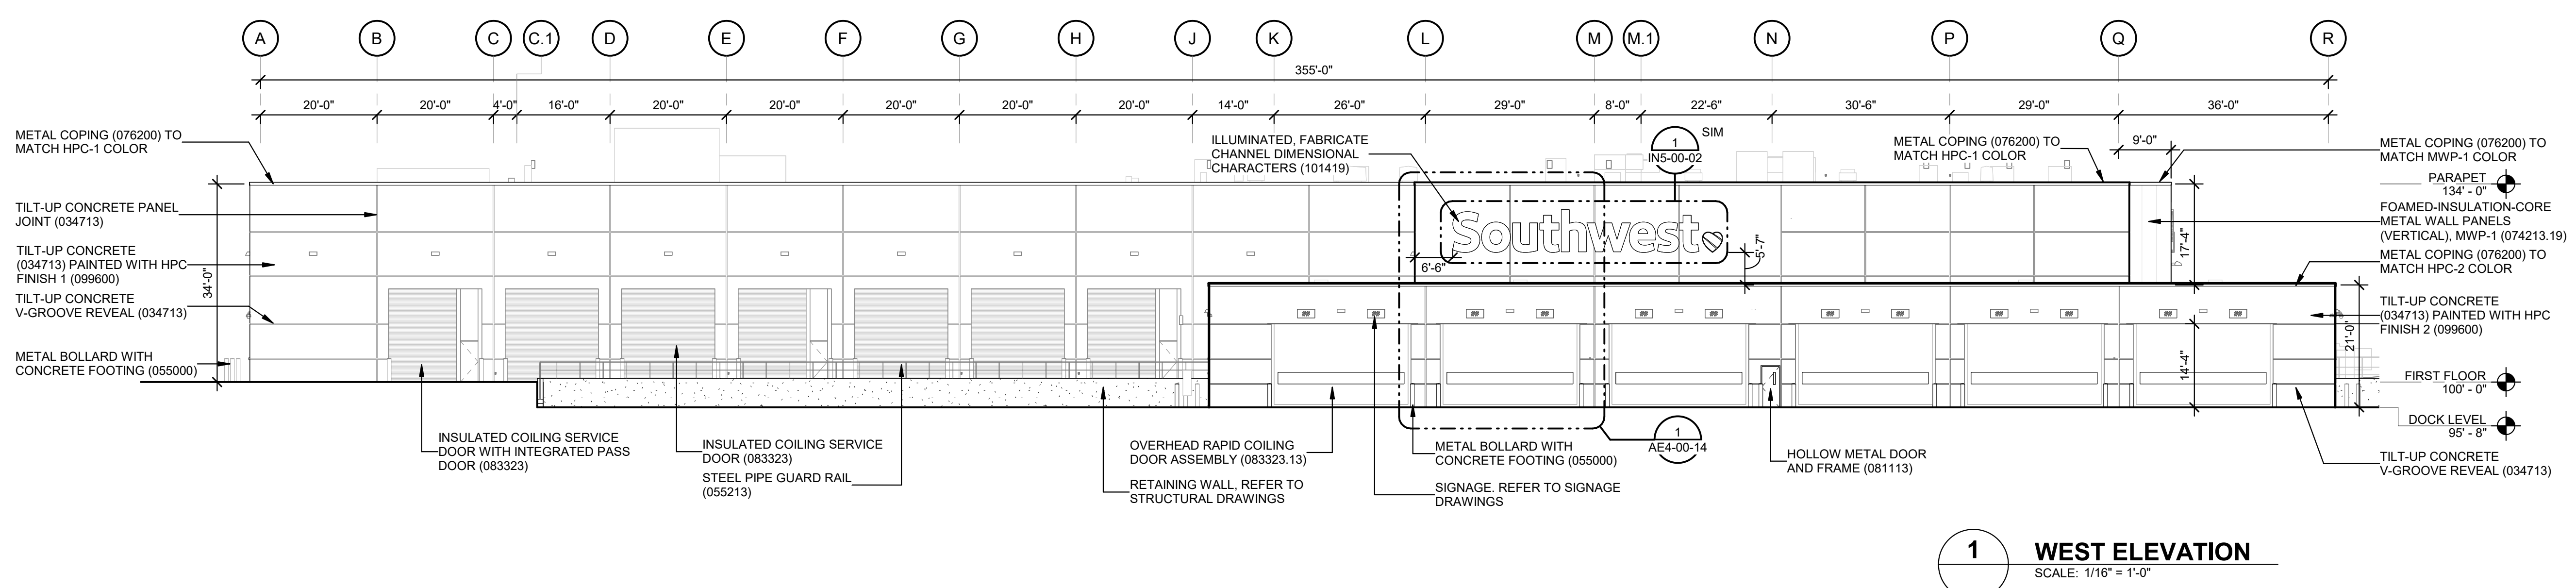 A B C C.1 D E F G H J K L M M.1 N P Q R
355'-0"
20'-0" 20'-0" 4'-0" 16'-0" 20'-0" 20'-0" 20'-0" 20'-0" 20'-0" 14'-0" 26'-0" 29'-0" 8'-0" 22'-6" 30'-6" 29'-0" 36'-0"
9'-0"
METAL COPING (076200) TO
MATCH HPC-1 COLOR
TILT-UP CONCRETE PANEL
JOINT (034713)
TILT-UP CONCRETE
(034713) PAINTED WITH HPC
FINISH 1 (099600)
TILT-UP CONCRETE
V-GROOVE REVEAL (034713)
METAL BOLLARD WITH
CONCRETE FOOTING (055000)
34'-0"
ILLUMINATED, FABRICATE
CHANNEL DIMENSIONAL
CHARACTERS (101419)
1
SIM
IN5-00-02
Southwest
6'-6"
5'-7"
METAL COPING (076200) TO
MATCH HPC-1 COLOR
METAL COPING (076200) TO
MATCH MWP-1 COLOR
PARAPET
134' - 0"
FOAMED-INSULATION-CORE
METAL WALL PANELS
(VERTICAL), MWP-1 (074213.19)
METAL COPING (076200) TO
MATCH HPC-2 COLOR
TILT-UP CONCRETE
(034713) PAINTED WITH HPC
FINISH 2 (099600)
17'-4"
21'-0"
14'-4"
FIRST FLOOR
100' - 0"
DOCK LEVEL
95' - 8"
TILT-UP CONCRETE
V-GROOVE REVEAL (034713)
## ## ## ## ## ## ## ## ## ## ## ##
INSULATED COILING SERVICE
DOOR WITH INTEGRATED PASS
DOOR (083323)
INSULATED COILING SERVICE
DOOR (083323)
STEEL PIPE GUARD RAIL
(055213)
OVERHEAD RAPID COILING
DOOR ASSEMBLY (083323.13)
RETAINING WALL, REFER TO
STRUCTURAL DRAWINGS
METAL BOLLARD WITH
CONCRETE FOOTING (055000)
SIGNAGE. REFER TO SIGNAGE
DRAWINGS
1
AE4-00-14
HOLLOW METAL DOOR
AND FRAME (081113)
1
WEST ELEVATION
SCALE: 1/16" = 1'-0"